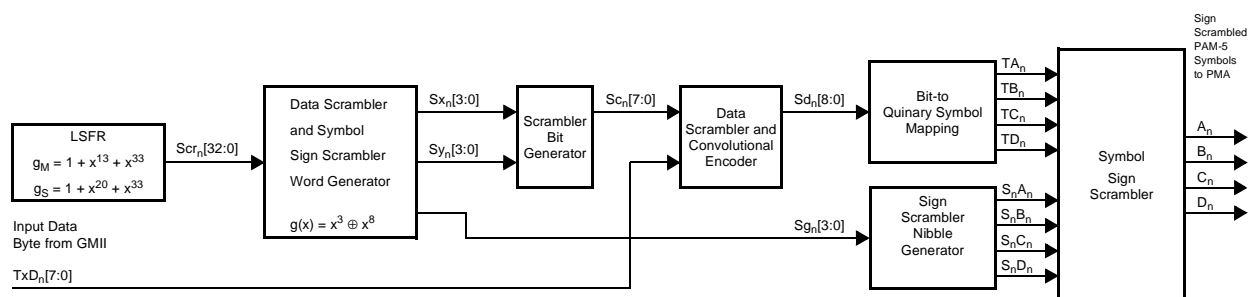 LSFR
g_M = 1 + x^13 + x^33
g_S = 1 + x^20 + x^33
Input Data
Byte from GMII
TxD_n[7:0]
Scr_n[32:0]
Data Scrambler
and Symbol
Sign Scrambler
Word Generator
g(x) = x^3 ⊕ x^8
Sx_n[3:0]
Sy_n[3:0]
Scrambler
Bit
Generator
Sc_n[7:0]
Data
Scrambler and
Convolutional
Encoder
Sd_n[8:0]
Sg_n[3:0]
Bit-to
Quinary Symbol
Mapping
TA_n
TB_n
TC_n
TD_n
Sign
Scrambler
Nibble
Generator
S_nA_n
S_nB_n
S_nC_n
S_nD_n
Symbol
Sign
Scrambler
Sign
Scrambled
PAM-5
Symbols
to PMA
A_n
B_n
C_n
D_n